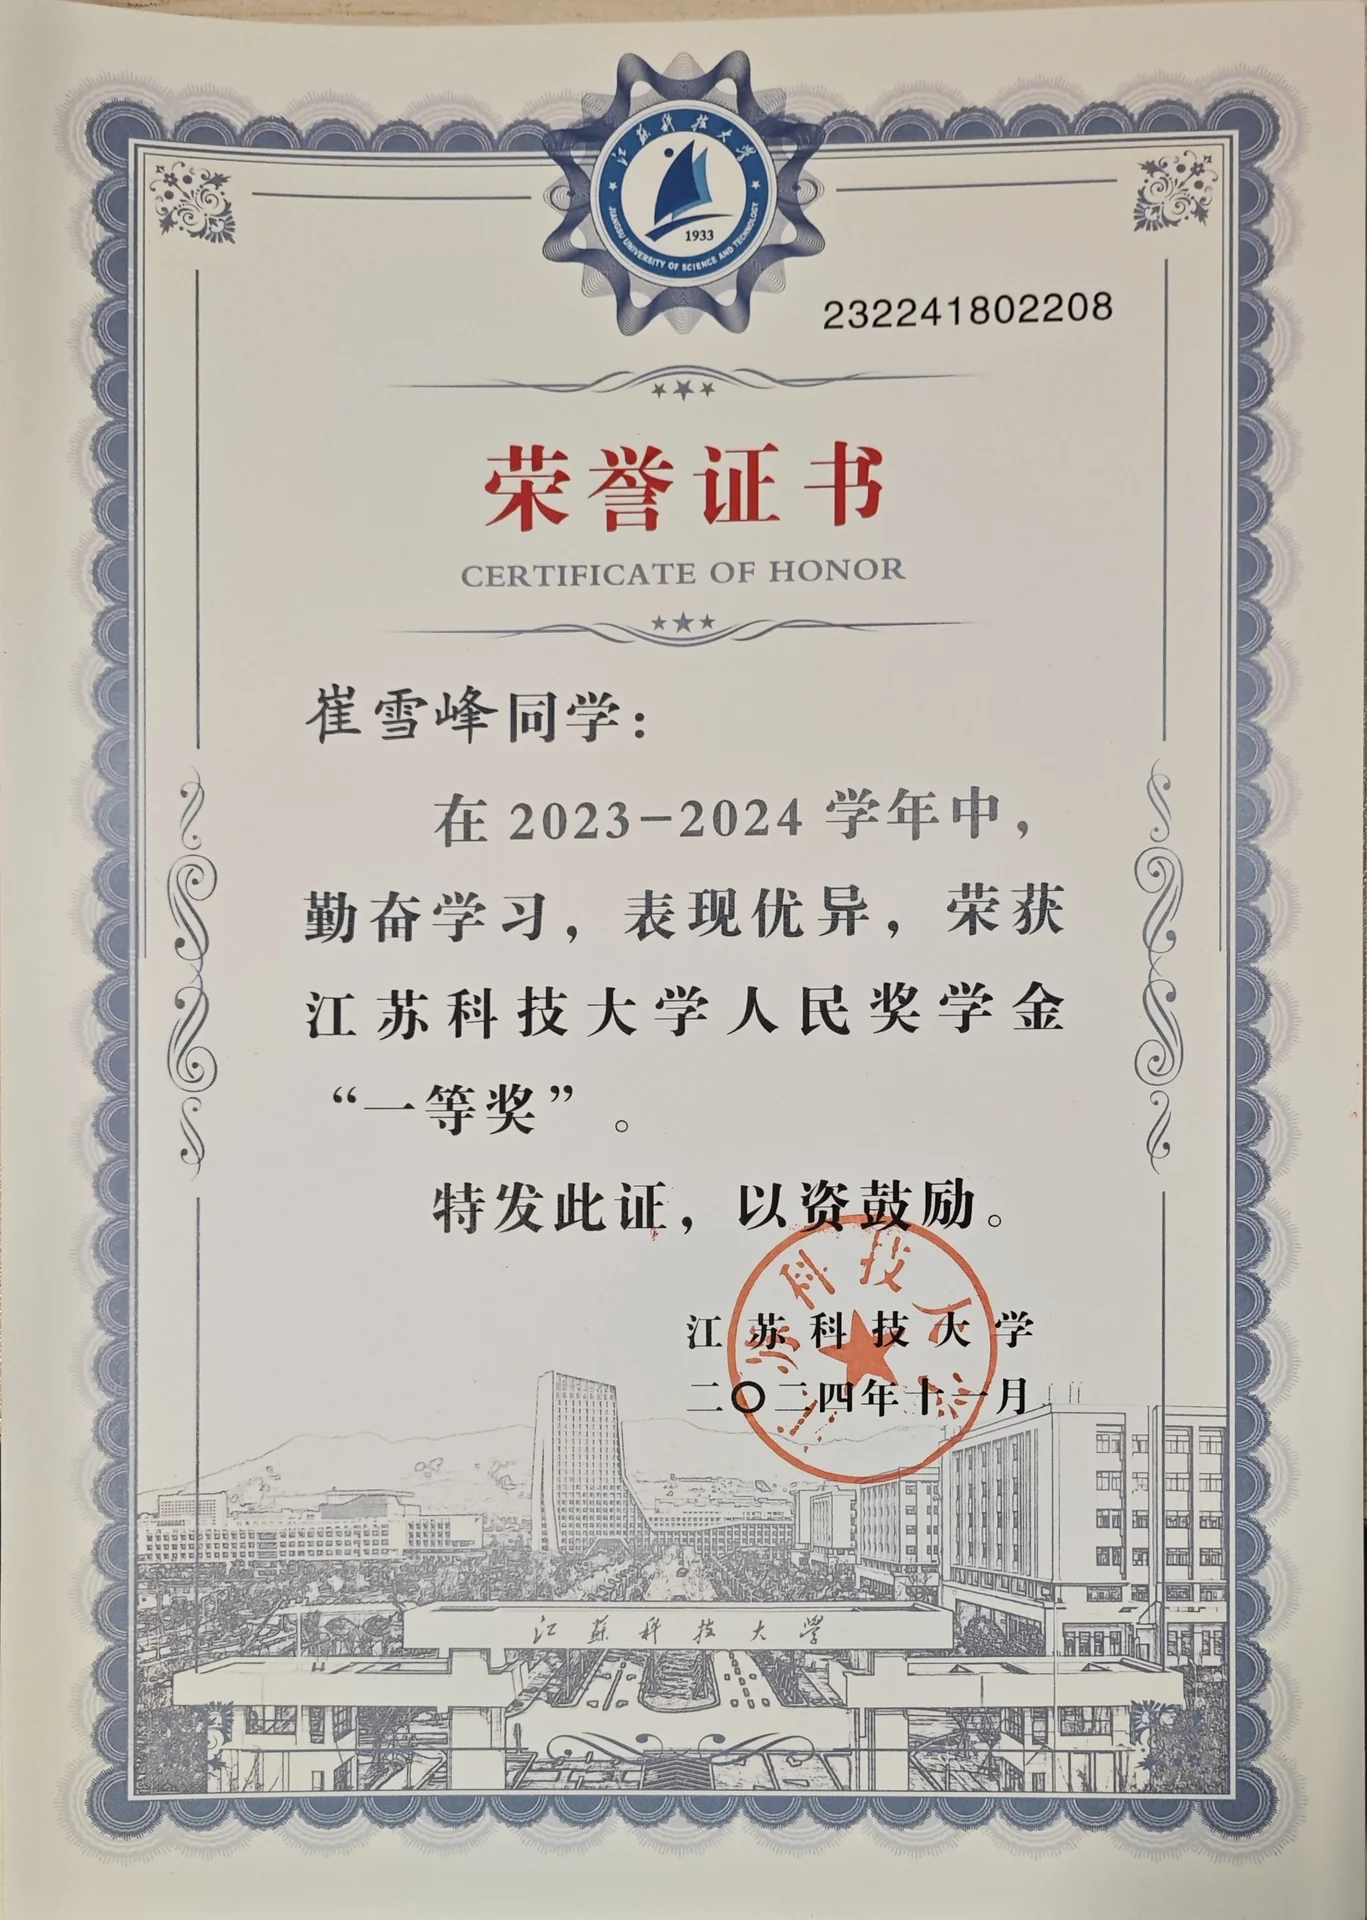 江苏科技大学
1933
JIANGSU UNIVERSITY OF SCIENCE AND TECHNOLOGY
232241802208
荣誉证书
CERTIFICATE OF HONOR
崔雪峰同学：
在2023-2024学年中，
勤奋学习，表现优异，荣获
江苏科技大学人民奖学金
“一等奖”。
特发此证，以资鼓励。
苏科技大
江苏科技大学
二〇二四年十一月
江蘇科技大学